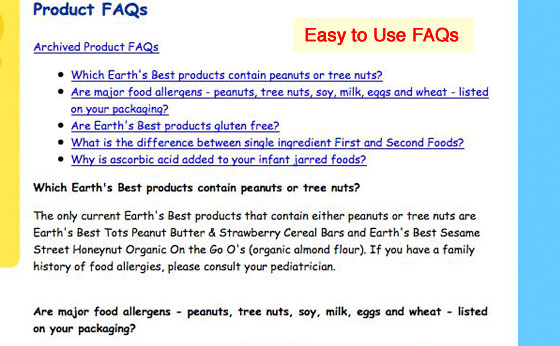 Product FAQs
Easy to Use FAQs
Archived Product FAQs
Which Earth's Best products contain peanuts or tree nuts?
Are major food allergens - peanuts, tree nuts, soy, milk, eggs and wheat - listed
on your packaging?
Are Earth's Best products gluten free?
What is the difference between single ingredient First and Second Foods?
Why is ascorbic acid added to your infant jarred foods?
Which Earth's Best products contain peanuts or tree nuts?
The only current Earth's Best products that contain either peanuts or tree nuts are
Earth's Best Tots Peanut Butter & Strawberry Cereal Bars and Earth's Best Sesame
Street Honeynut Organic On the Go O's (organic almond flour). If you have a family
history of food allergies, please consult your pediatrician.
Are major food allergens - peanuts, tree nuts, soy, milk, eggs and wheat - listed
on your packaging?